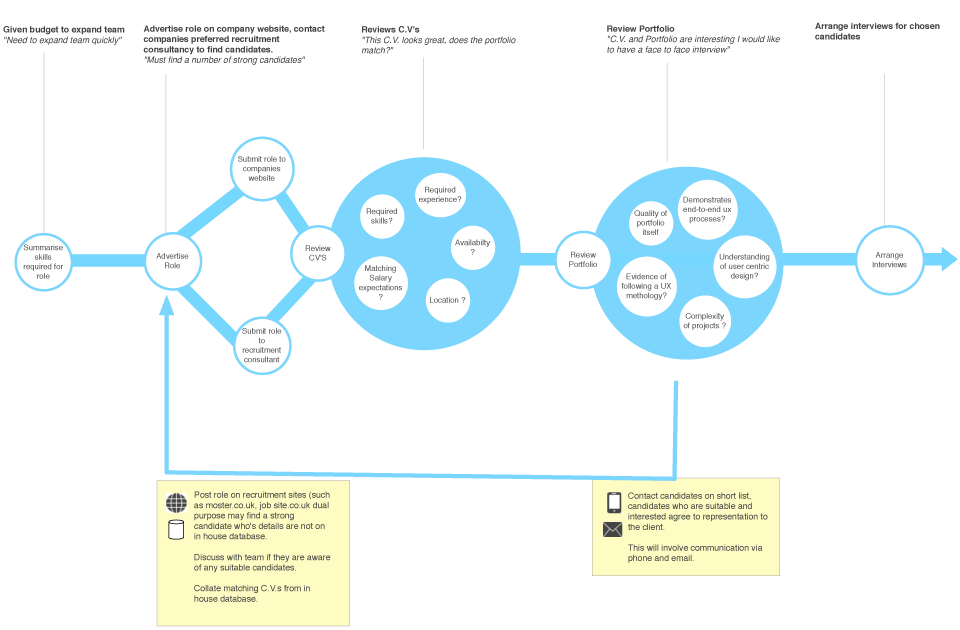 Given budget to expand team
"Need to expand team quickly"
Advertise role on company website, contact
companies preferred recruitment
consultancy to find candidates.
"Must find a number of strong candidates"
Reviews C.V's
"This C.V. looks great, does the portfolio
match?"
Review Portfolio
"C.V. and Portfolio are interesting I would like
to have a face to face interview"
Arrange interviews for chosen
candidates
Summarise
skills
required for
role
Advertise
Role
Submit role to
companies
website
Submit role
to
recruitment
consultant
Review
CV'S
Required
skills?
Required
experience?
Availabilty
?
Matching
Salary
expectations
?
Location ?
Review
Portfolio
Quality of
portfolio
itself
Demonstrates
end-to-end ux
proceses?
Understanding
of user centric
design?
Evidence of
following a UX
methology?
Complexity
of projects ?
Arrange
Interviews
Post role on recruitment sites (such
as moster.co.uk, job site.co.uk dual
purpose may find a strong
candidate who's details are not on
in house database.
Discuss with team if they are aware
of any suitable candidates.
Collate matching C.V.s from in
house database.
Contact candidates on short list,
candidates who are suitable and
interested agree to representation to
the client.
This will involve communication via
phone and email.